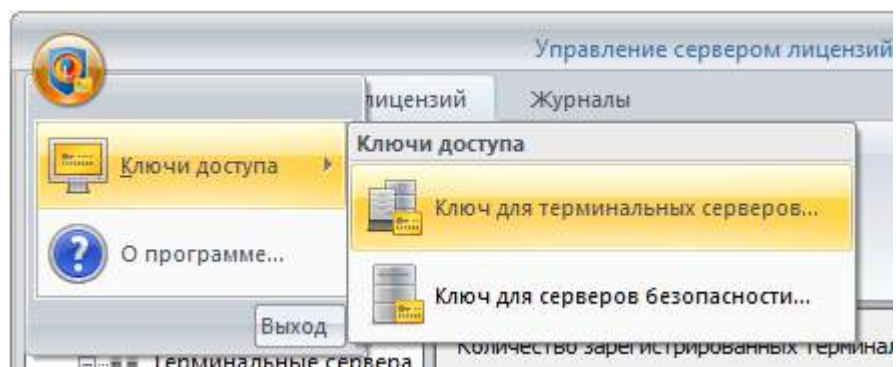 Управление сервером лицензий
лицензий Журналы
Ключи доступа
Ключи доступа
Ключ для терминальных серверов...
О программе...
Ключ для серверов безопасности...
Выход
Терминальные сервера
Количество зарегистрированных